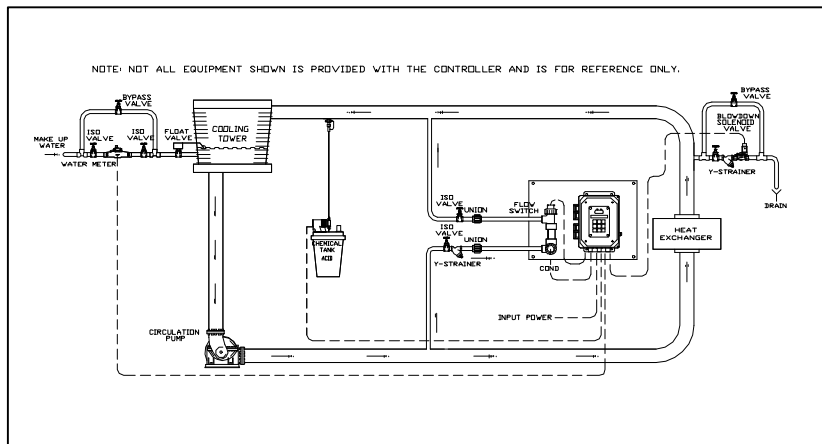 NOTE: NOT ALL EQUIPMENT SHOWN IS PROVIDED WITH THE CONTROLLER AND IS FOR REFERENCE ONLY.
BYPASS
VALVE
ISO
VALVE
ISO
VALVE
FLOAT
VALVE
MAKE UP
WATER
WATER METER
COOLING
TOWER
BYPASS
VALVE
BLOWDOWN
SOLENOID
VALVE
Y-STRAINER
DRAIN
ISO
VALVE
UNION
FLOW
SWITCH
ISO
VALVE
UNION
Y-STRAINER
COND
HEAT
EXCHANGER
CHEMICAL
TANK
ACID
INPUT POWER
CIRCULATION
PUMP